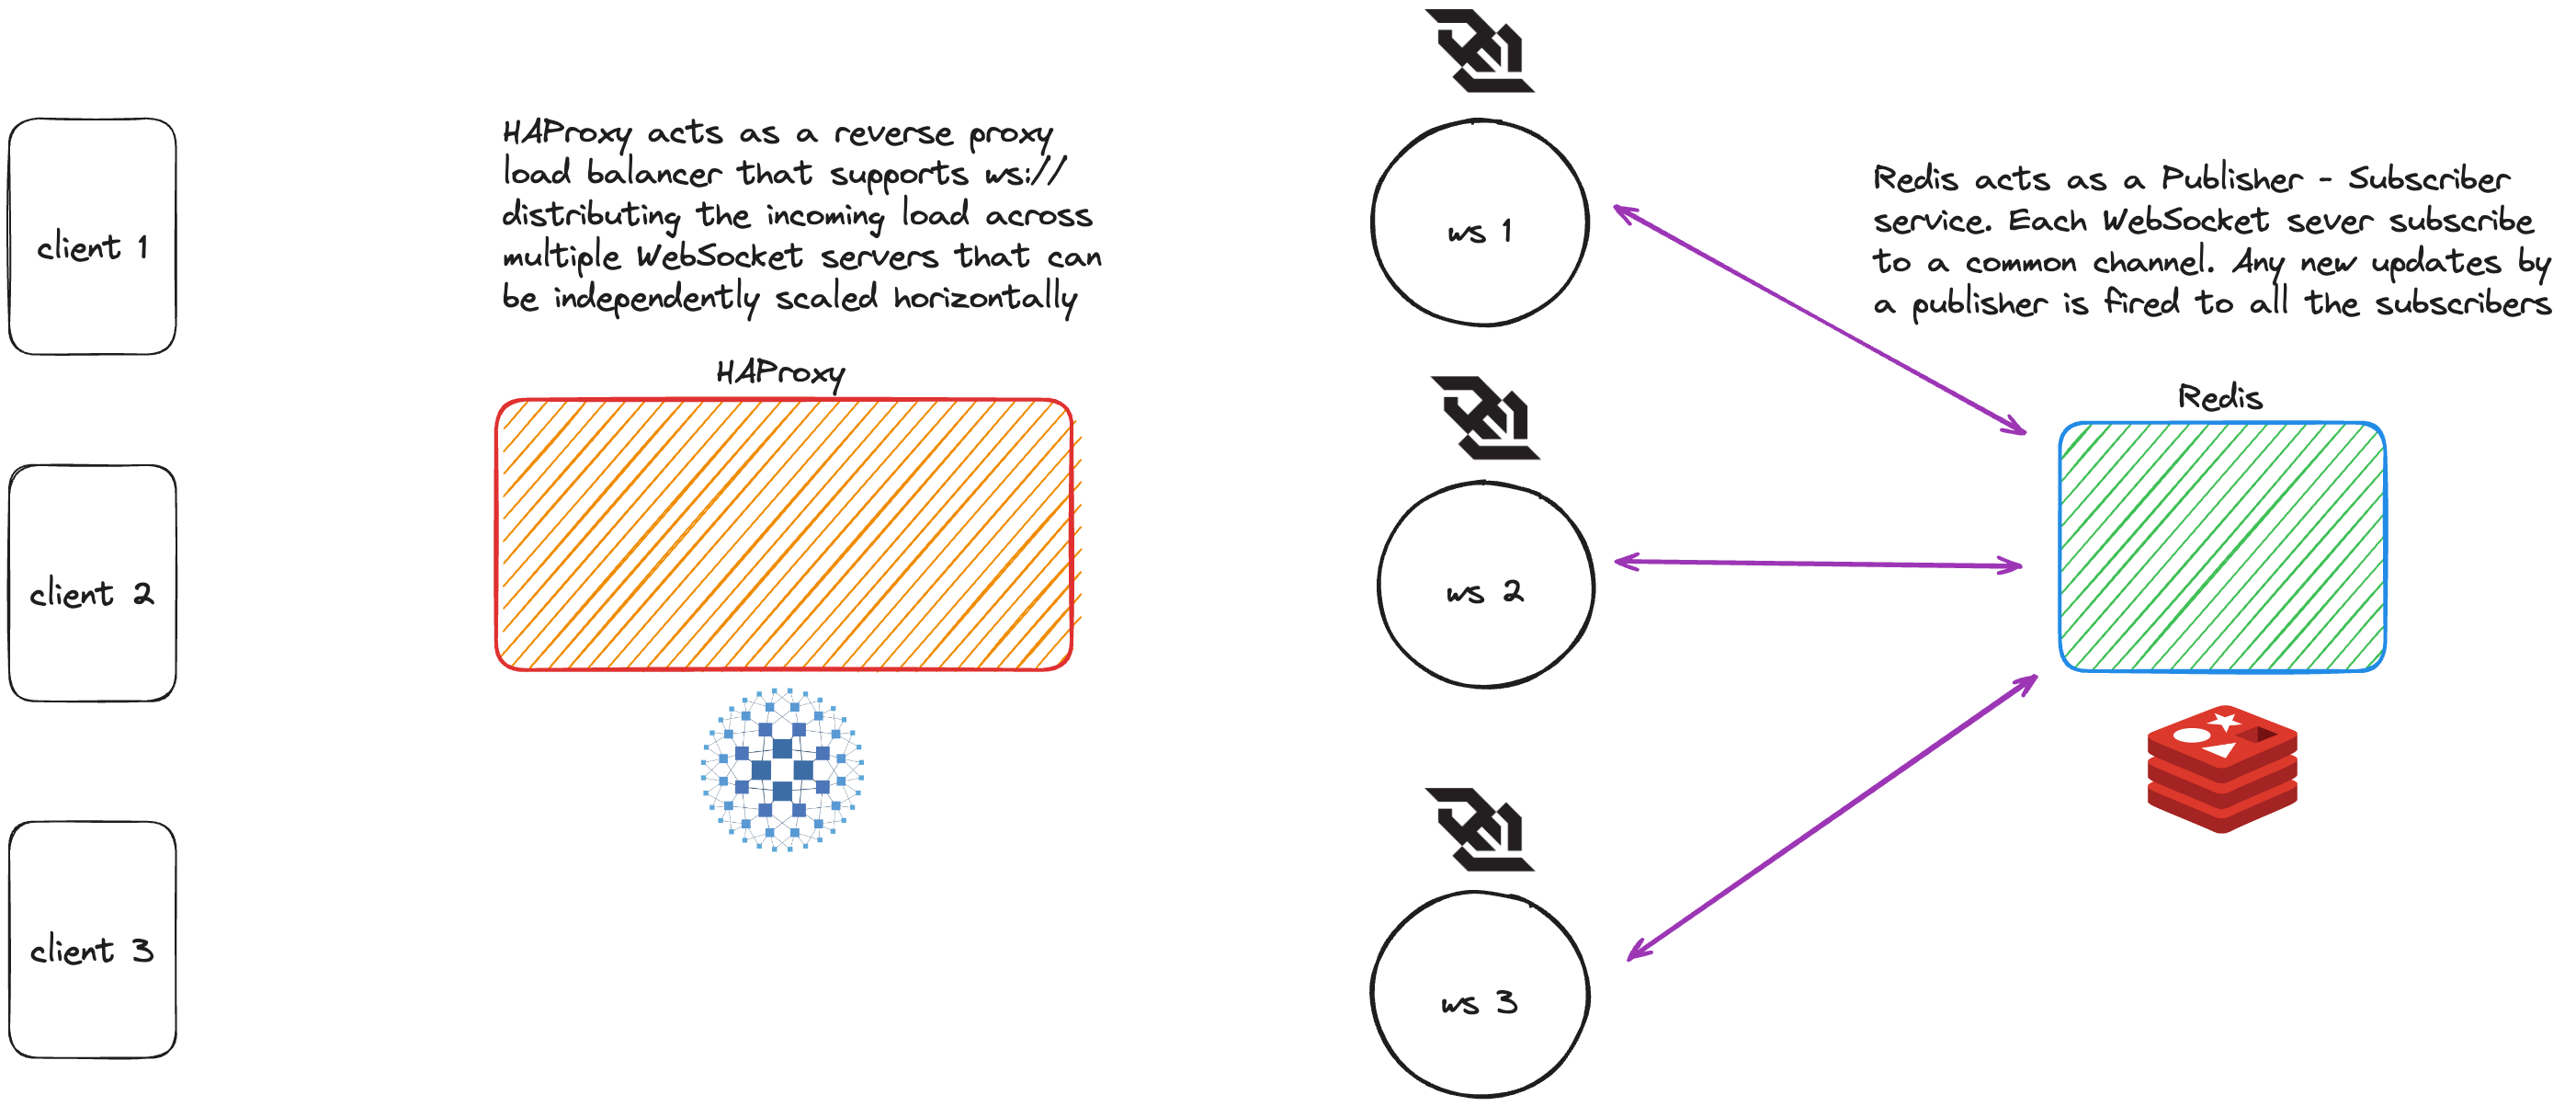 client 1
client 2
client 3
HAProxy acts as a reverse proxy
load balancer that supports ws://
distributing the incoming load across
multiple WebSocket servers that can
be independently scaled horizontally
HAProxy
ws 1
ws 2
ws 3
Redis acts as a Publisher - Subscriber
service. Each WebSocket sever subscribe
to a common channel. Any new updates by
a publisher is fired to all the subscribers
Redis